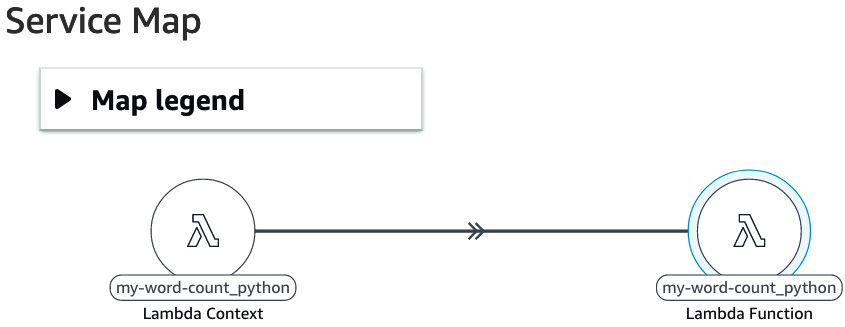 Service Map
Map legend
my-word-count_python
Lambda Context
my-word-count_python
Lambda Function